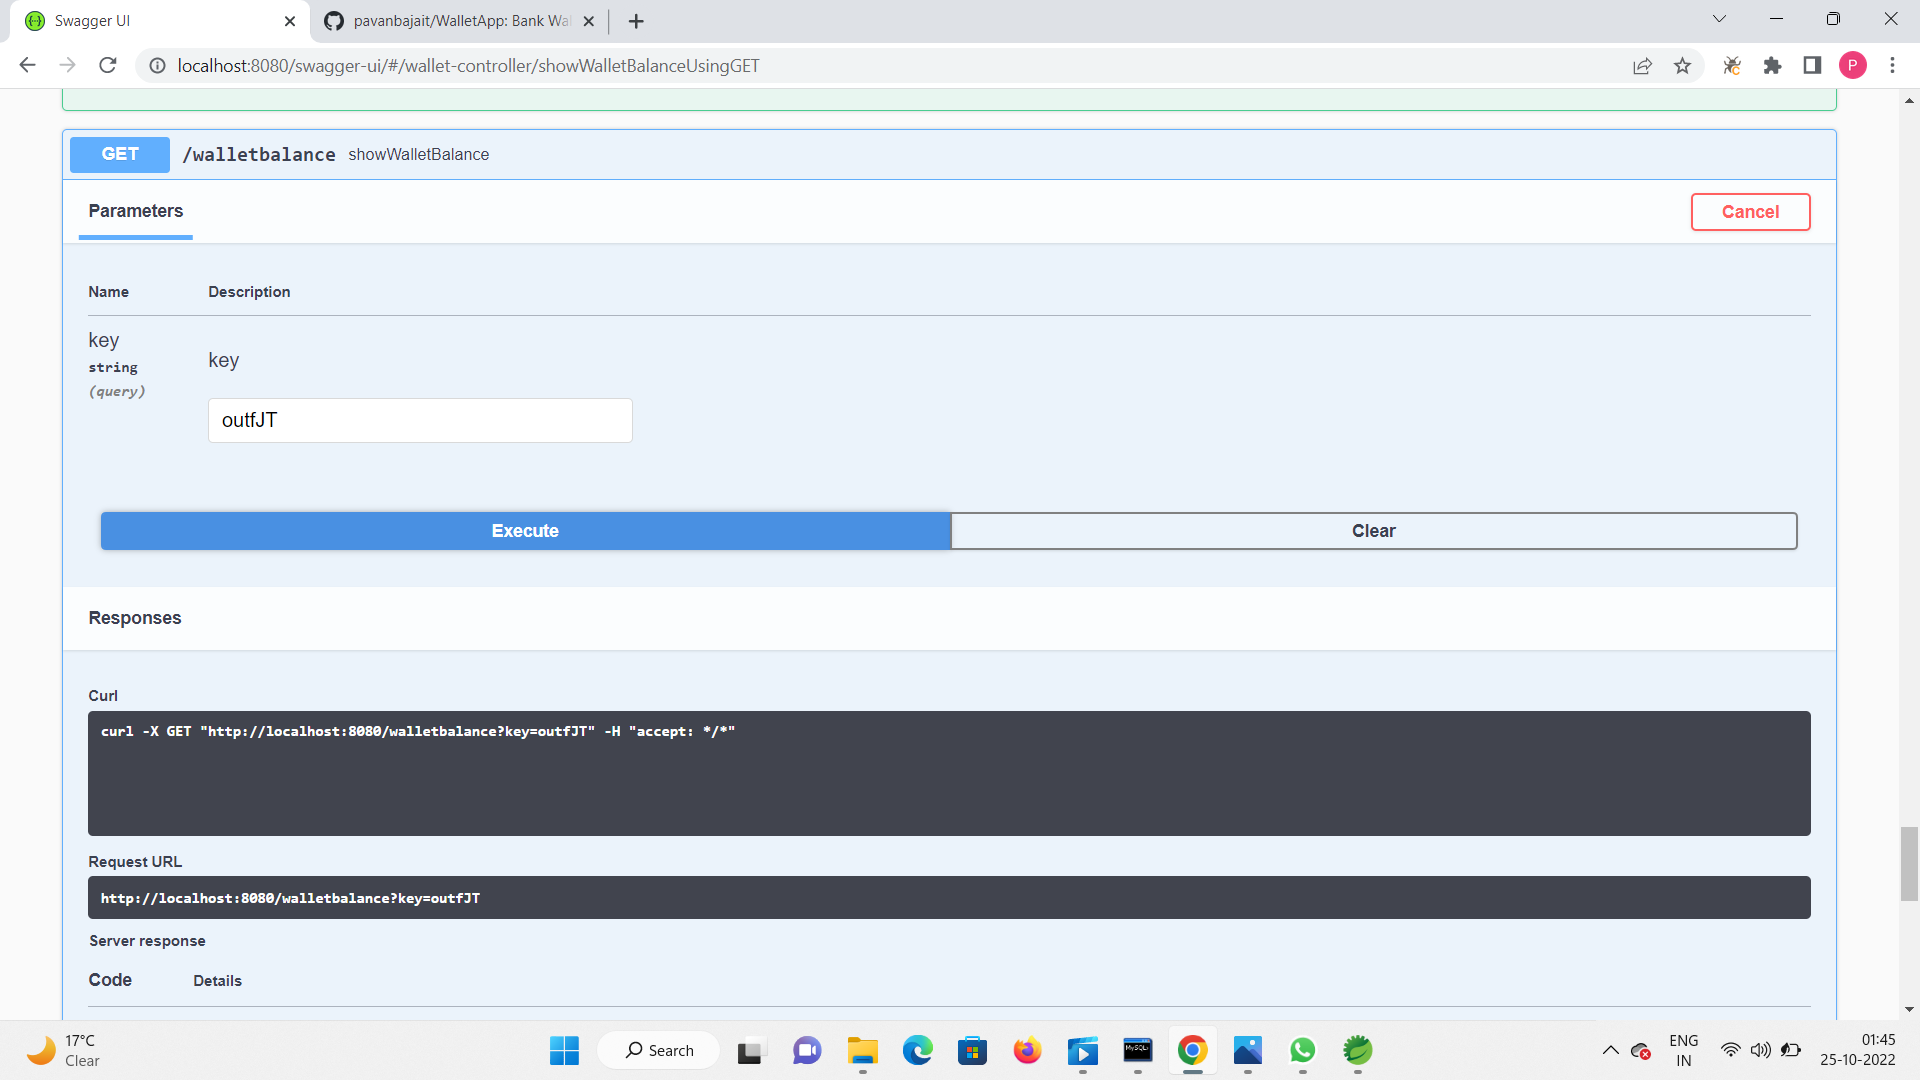 Swagger UI
pavanbajait/WalletApp: Bank Wal
localhost:8080/swagger-ui/#/wallet-controller/showWalletBalanceUsingGET
P
GET /walletbalance showWalletBalance
Parameters
Cancel
Name Description
key
string
(query)
key
outfJT
Execute
Clear
Responses
Curl
curl -X GET "http://localhost:8080/walletbalance?key=outfJT" -H "accept: */*"
Request URL
http://localhost:8080/walletbalance?key=outfJT
Server response
Code Details
17°C
Clear
Search
ENG
IN
01:45
25-10-2022